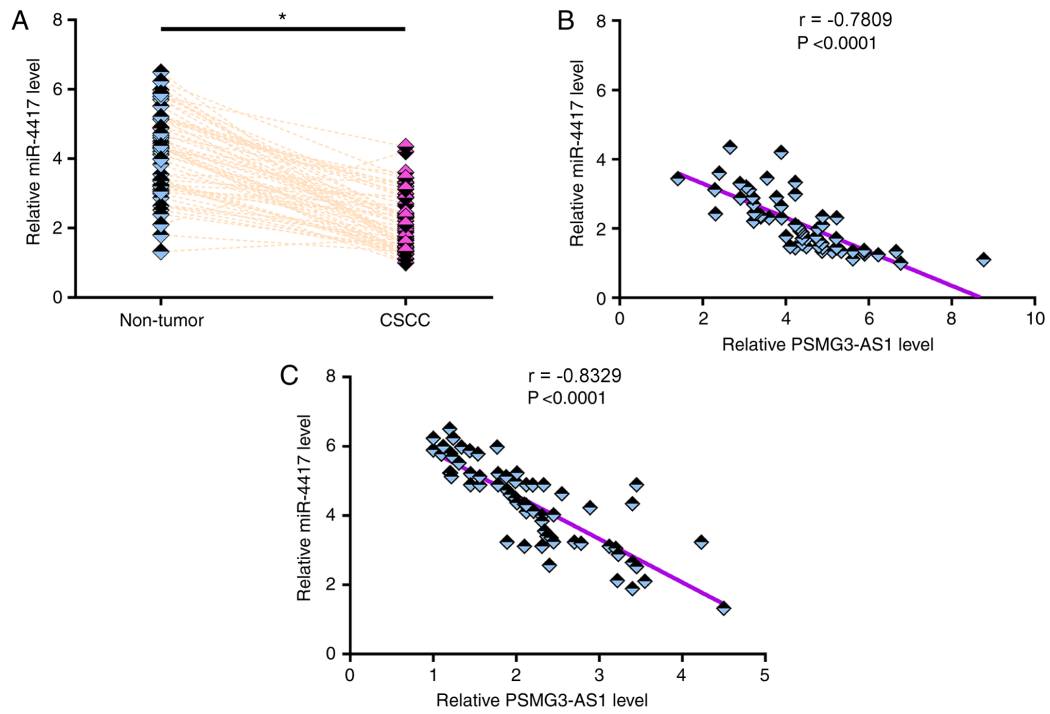 A
*
8
6
4
2
0
Relative miR-4417 level
Non-tumor
CSCC
B
r = -0.7809
P <0.0001
8
6
4
2
0
Relative miR-4417 level
0
2
4
6
8
10
Relative PSMG3-AS1 level
C
r = -0.8329
P <0.0001
8
6
4
2
0
Relative miR-4417 level
0
1
2
3
4
5
Relative PSMG3-AS1 level